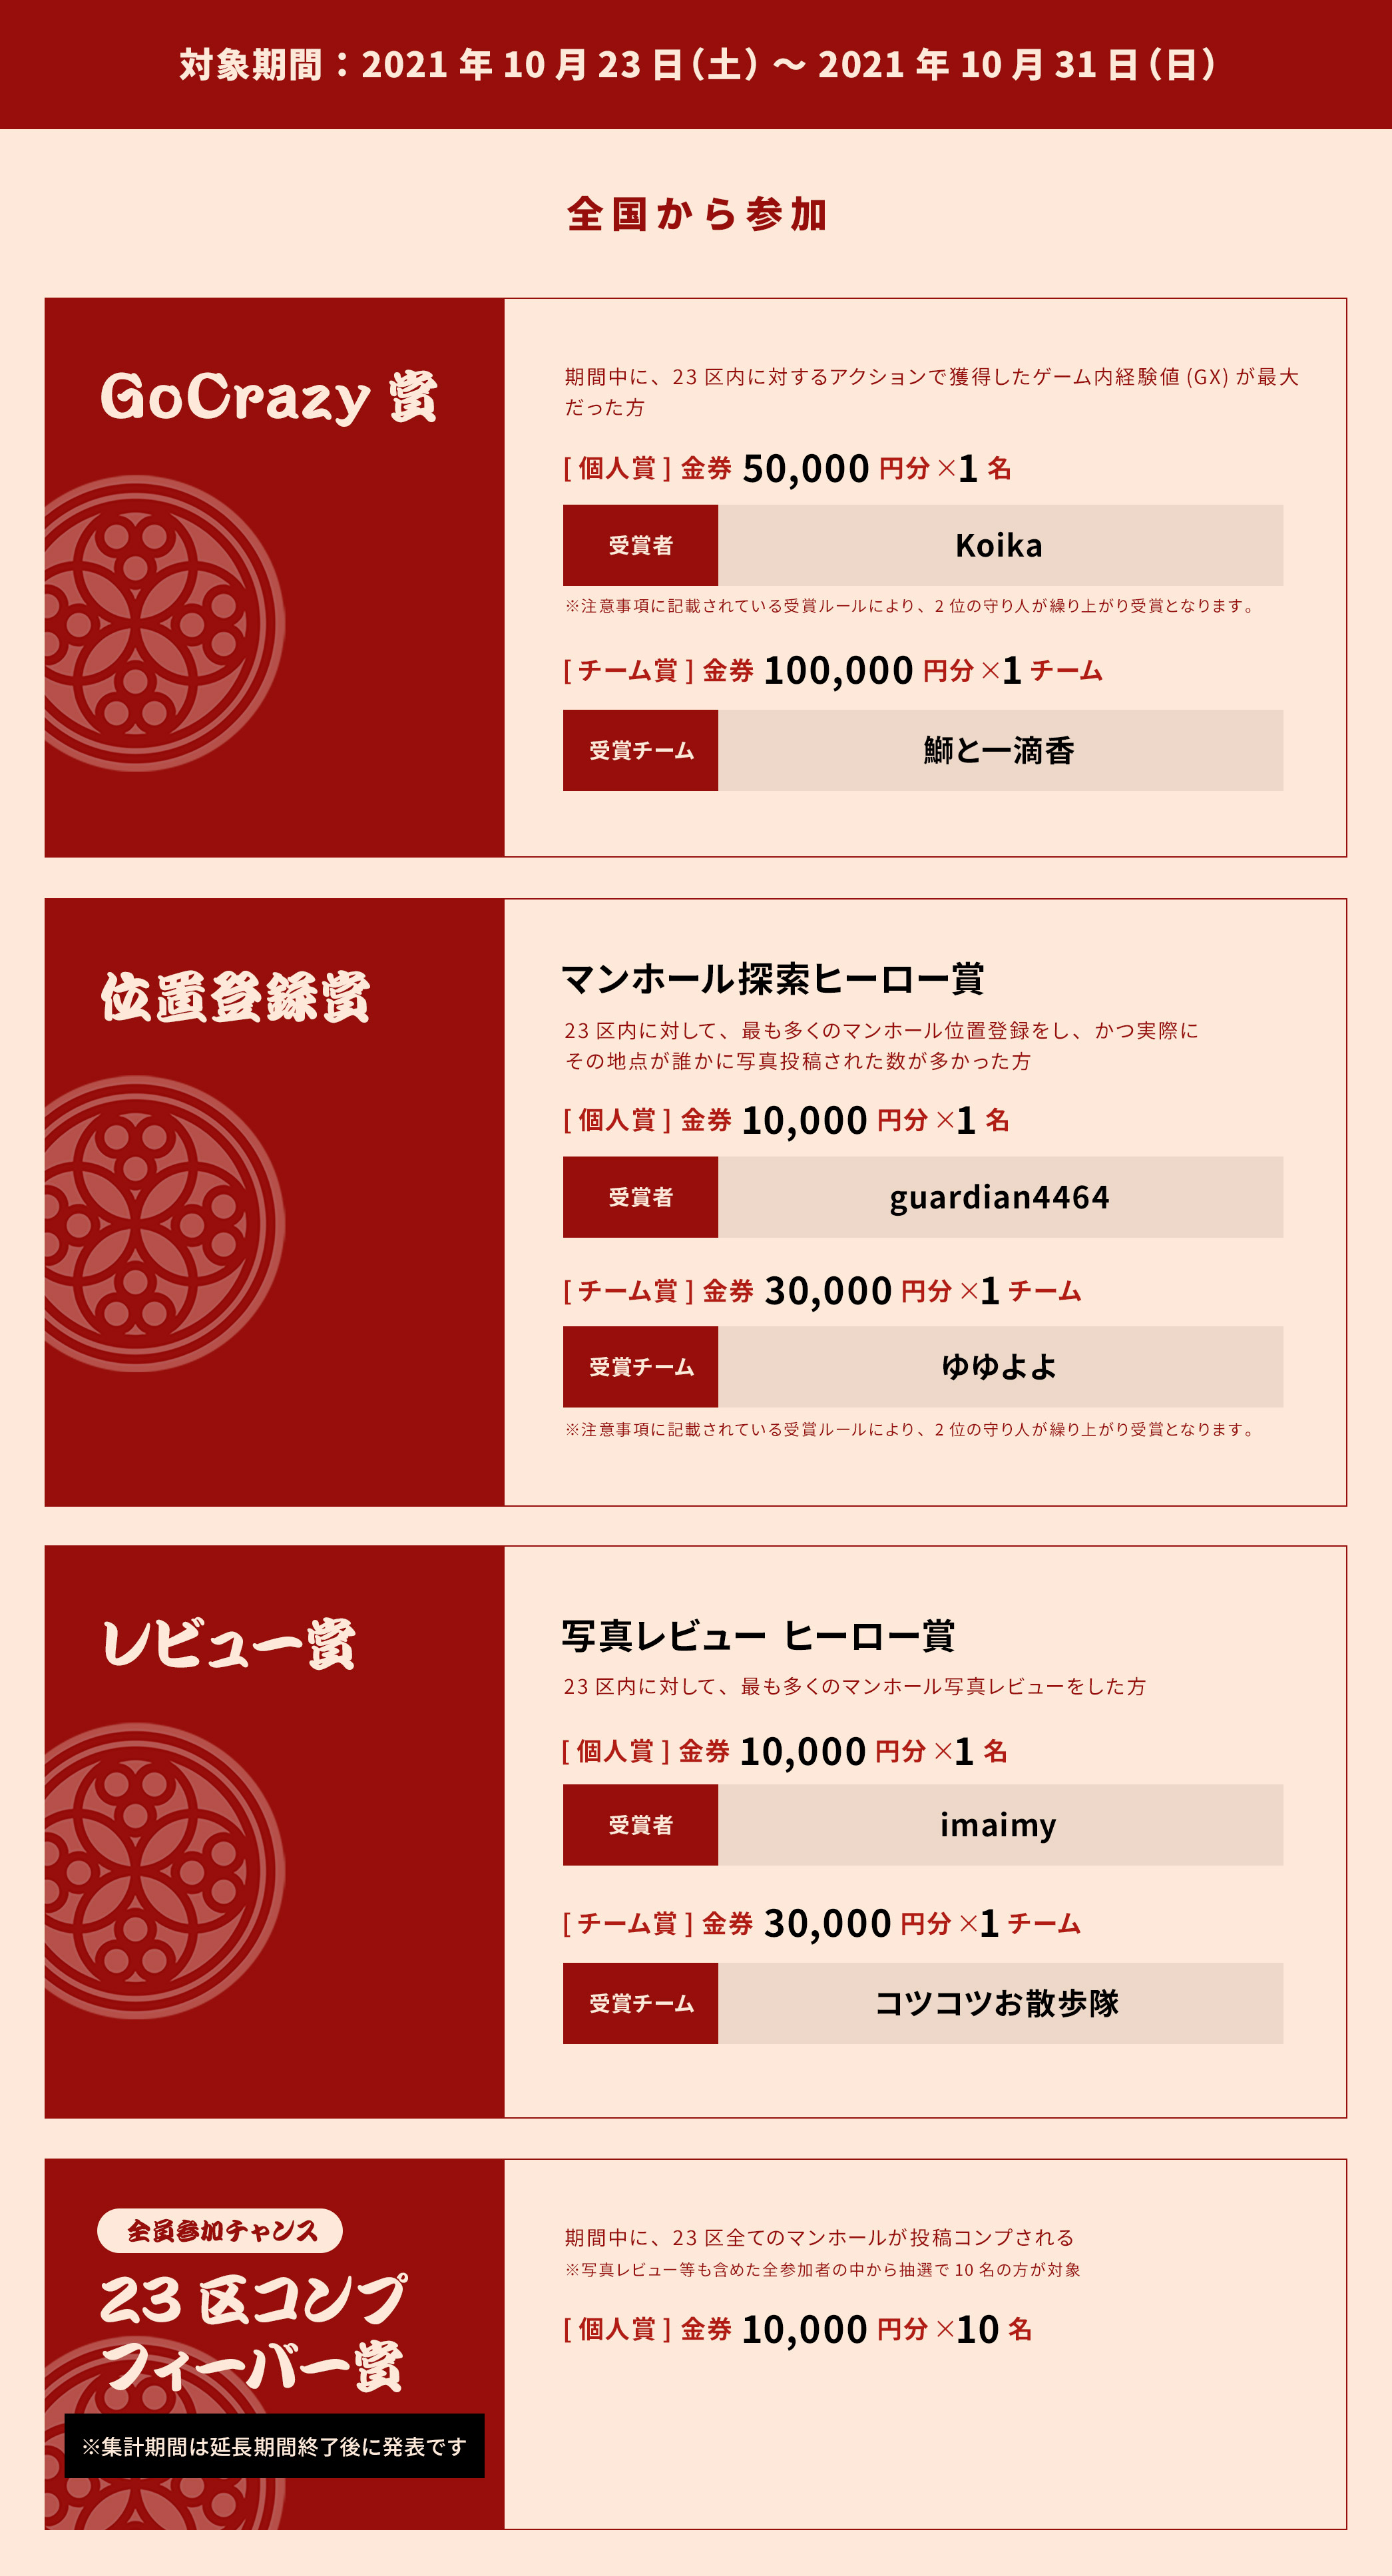 対象期間：2021 年 10 月 23 日（土）～ 2021 年 10 月 31 日（日）
全国から参加
GoCrazy 賞
期間中に、23 区内に対するアクションで獲得したゲーム内経験値 (GX) が最大
だった方
[ 個人賞 ] 金券 50,000 円分 ×1 名
受賞者
Koika
※注意事項に記載されている受賞ルールにより、2 位の守り人が繰り上がり受賞となります。
[ チーム賞 ] 金券 100,000 円分 ×1 チーム
受賞チーム
鰤と一滴香
位置登録賞
マンホール探索ヒーロー賞
23 区内に対して、最も多くのマンホール位置登録をし、かつ実際に
その地点が誰かに写真投稿された数が多かった方
[ 個人賞 ] 金券 10,000 円分 ×1 名
受賞者
guardian4464
[ チーム賞 ] 金券 30,000 円分 ×1 チーム
受賞チーム
ゆゆよよ
※注意事項に記載されている受賞ルールにより、2 位の守り人が繰り上がり受賞となります。
レビュー賞
写真レビュー ヒーロー賞
23 区内に対して、最も多くのマンホール写真レビューをした方
[ 個人賞 ] 金券 10,000 円分 ×1 名
受賞者
imaimy
[ チーム賞 ] 金券 30,000 円分 ×1 チーム
受賞チーム
コツコツお散歩隊
全員参加チャンス
23 区コンプ
フィーバー賞
※集計期間は延長期間終了後に発表です
期間中に、23 区全てのマンホールが投稿コンプされる
※写真レビュー等も含めた全参加者の中から抽選で 10 名の方が対象
[ 個人賞 ] 金券 10,000 円分 ×10 名